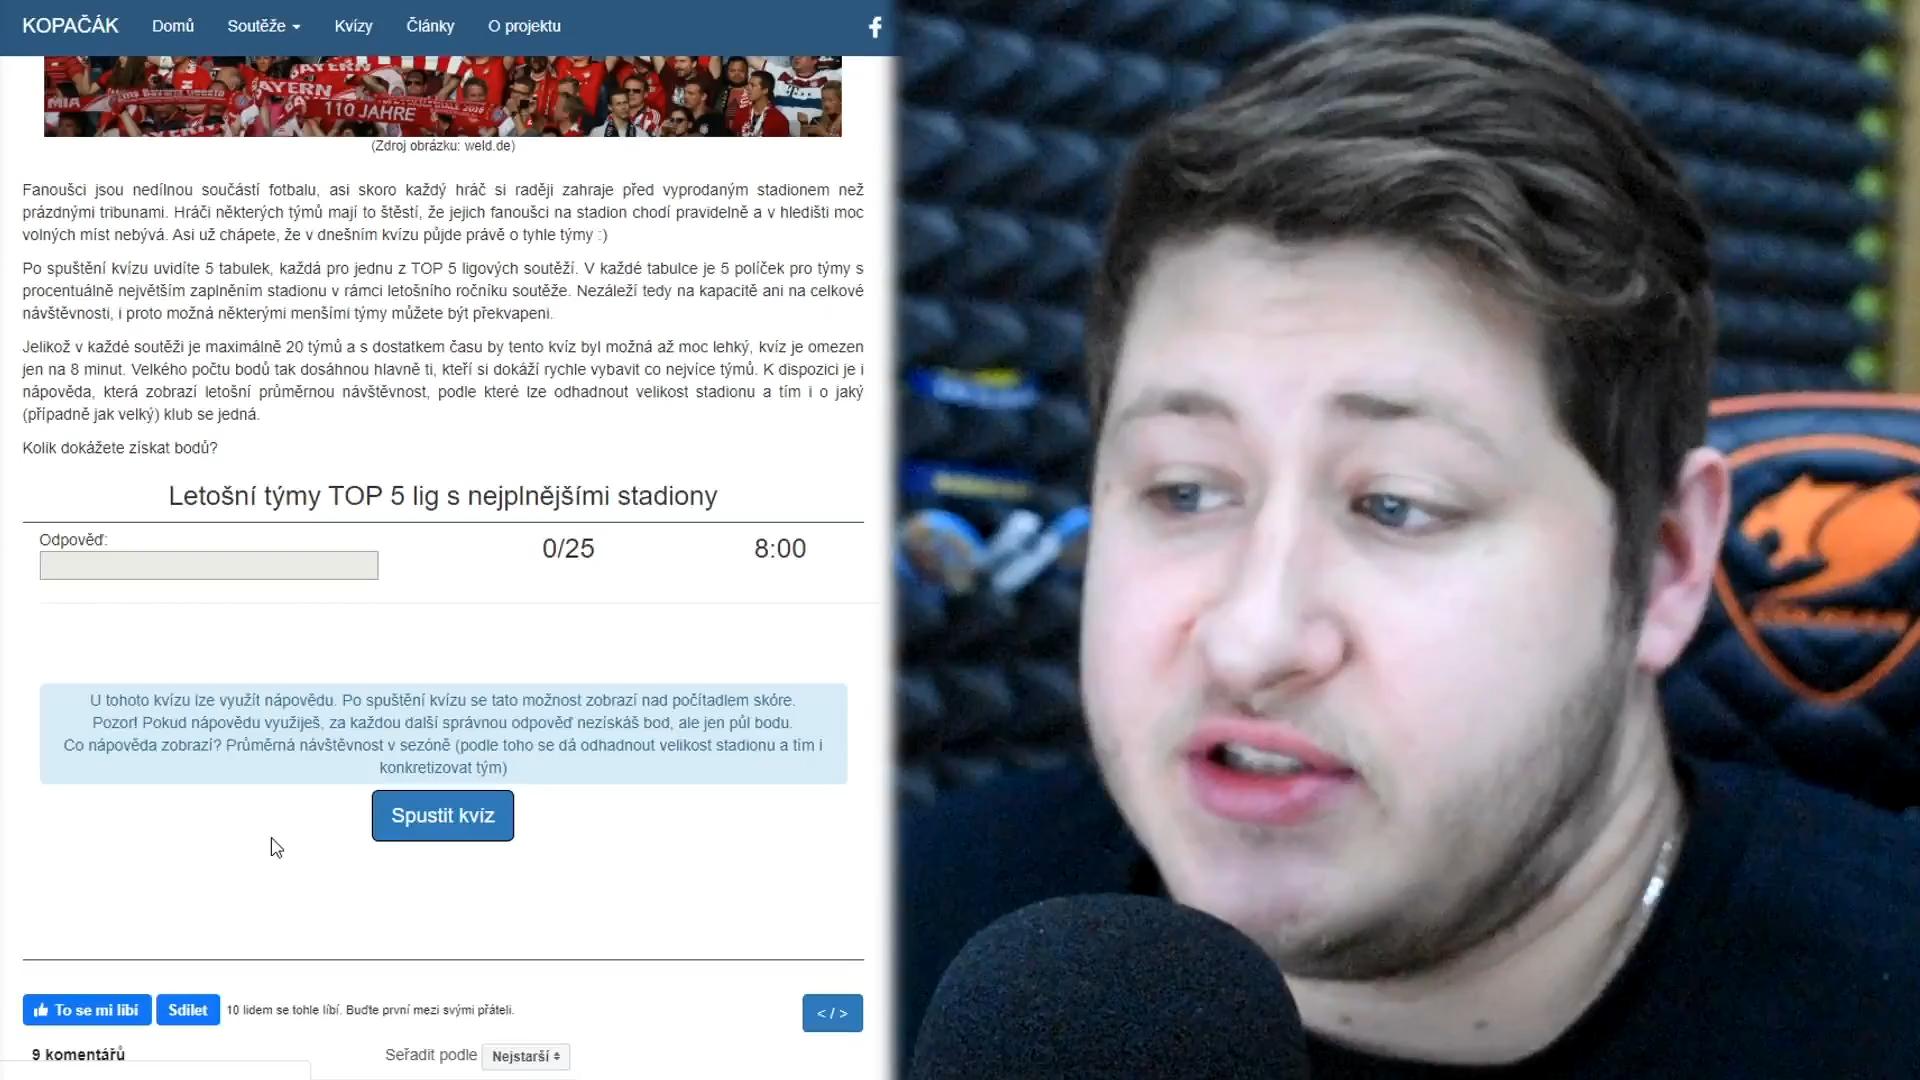 KOPAČÁK Domů Soutěže Kvízy Články O projektu
BAYERN
BAYERN
MIA
110 JAHRE
(Zdroj obrázku: weld.de)
Fanoušci jsou nedílnou součástí fotbalu, asi skoro každý hráč si raději zahraje před vyprodaným stadionem než
prázdnými tribunami. Hráči některých týmů mají to štěstí, že jejich fanoušci na stadion chodí pravidelně a v hledišti moc
volných míst nebývá. Asi už chápete, že v dnešním kvízu půjde právě o tyhle týmy :)
Po spuštění kvízu uvidíte 5 tabulek, každá pro jednu z TOP 5 ligových soutěží. V každé tabulce je 5 políček pro týmy s
procentuálně největším zaplněním stadionu v rámci letošního ročníku soutěže. Nezáleží tedy na kapacitě ani na celkové
návštěvnosti, i proto možná některými menšími týmy můžete být překvapeni.
Jelikož v každé soutěži je maximálně 20 týmů a s dostatkem času by tento kvíz byl možná až moc lehký, kvíz je omezen
jen na 8 minut. Velkého počtu bodů tak dosáhnou hlavně ti, kteří si dokáží rychle vybavit co nejvíce týmů. K dispozici je i
nápověda, která zobrazí letošní průměrnou návštěvnost, podle které lze odhadnout velikost stadionu a tím i o jaký
(případně jak velký) klub se jedná.
Kolik dokážete získat bodů?
Letošní týmy TOP 5 lig s nejplnějšími stadiony
Odpověď:
0/25
8:00
U tohoto kvízu lze využít nápovědu. Po spuštění kvízu se tato možnost zobrazí nad počítadlem skóre.
Pozor! Pokud nápovědu využiješ, za každou další správnou odpověď nezískáš bod, ale jen půl bodu.
Co nápověda zobrazí? Průměrná návštěvnost v sezóně (podle toho se dá odhadnout velikost stadionu a tím i
konkretizovat tým)
Spustit kvíz
To se mi líbí Sdílet 10 lidem se tohle líbí. Buďte první mezi svými přáteli.
< / >
9 komentářů Seřadit podle Nejstarší